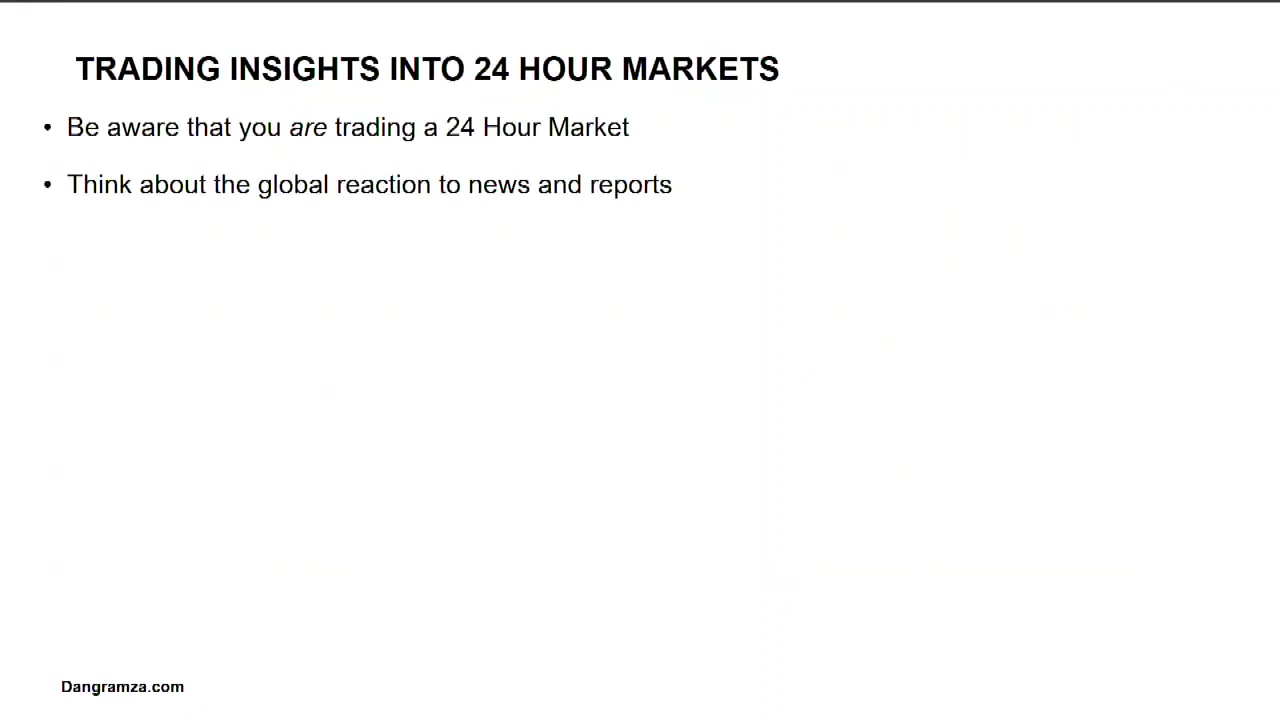 TRADING INSIGHTS INTO 24 HOUR MARKETS
• Be aware that you are trading a 24 Hour Market
• Think about the global reaction to news and reports
Dangramza.com